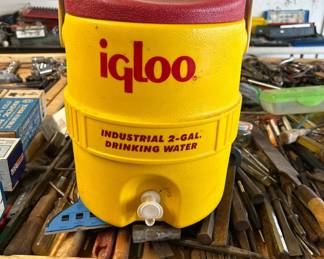 igloo
INDUSTRIAL 2-GAL.
DRINKING WATER